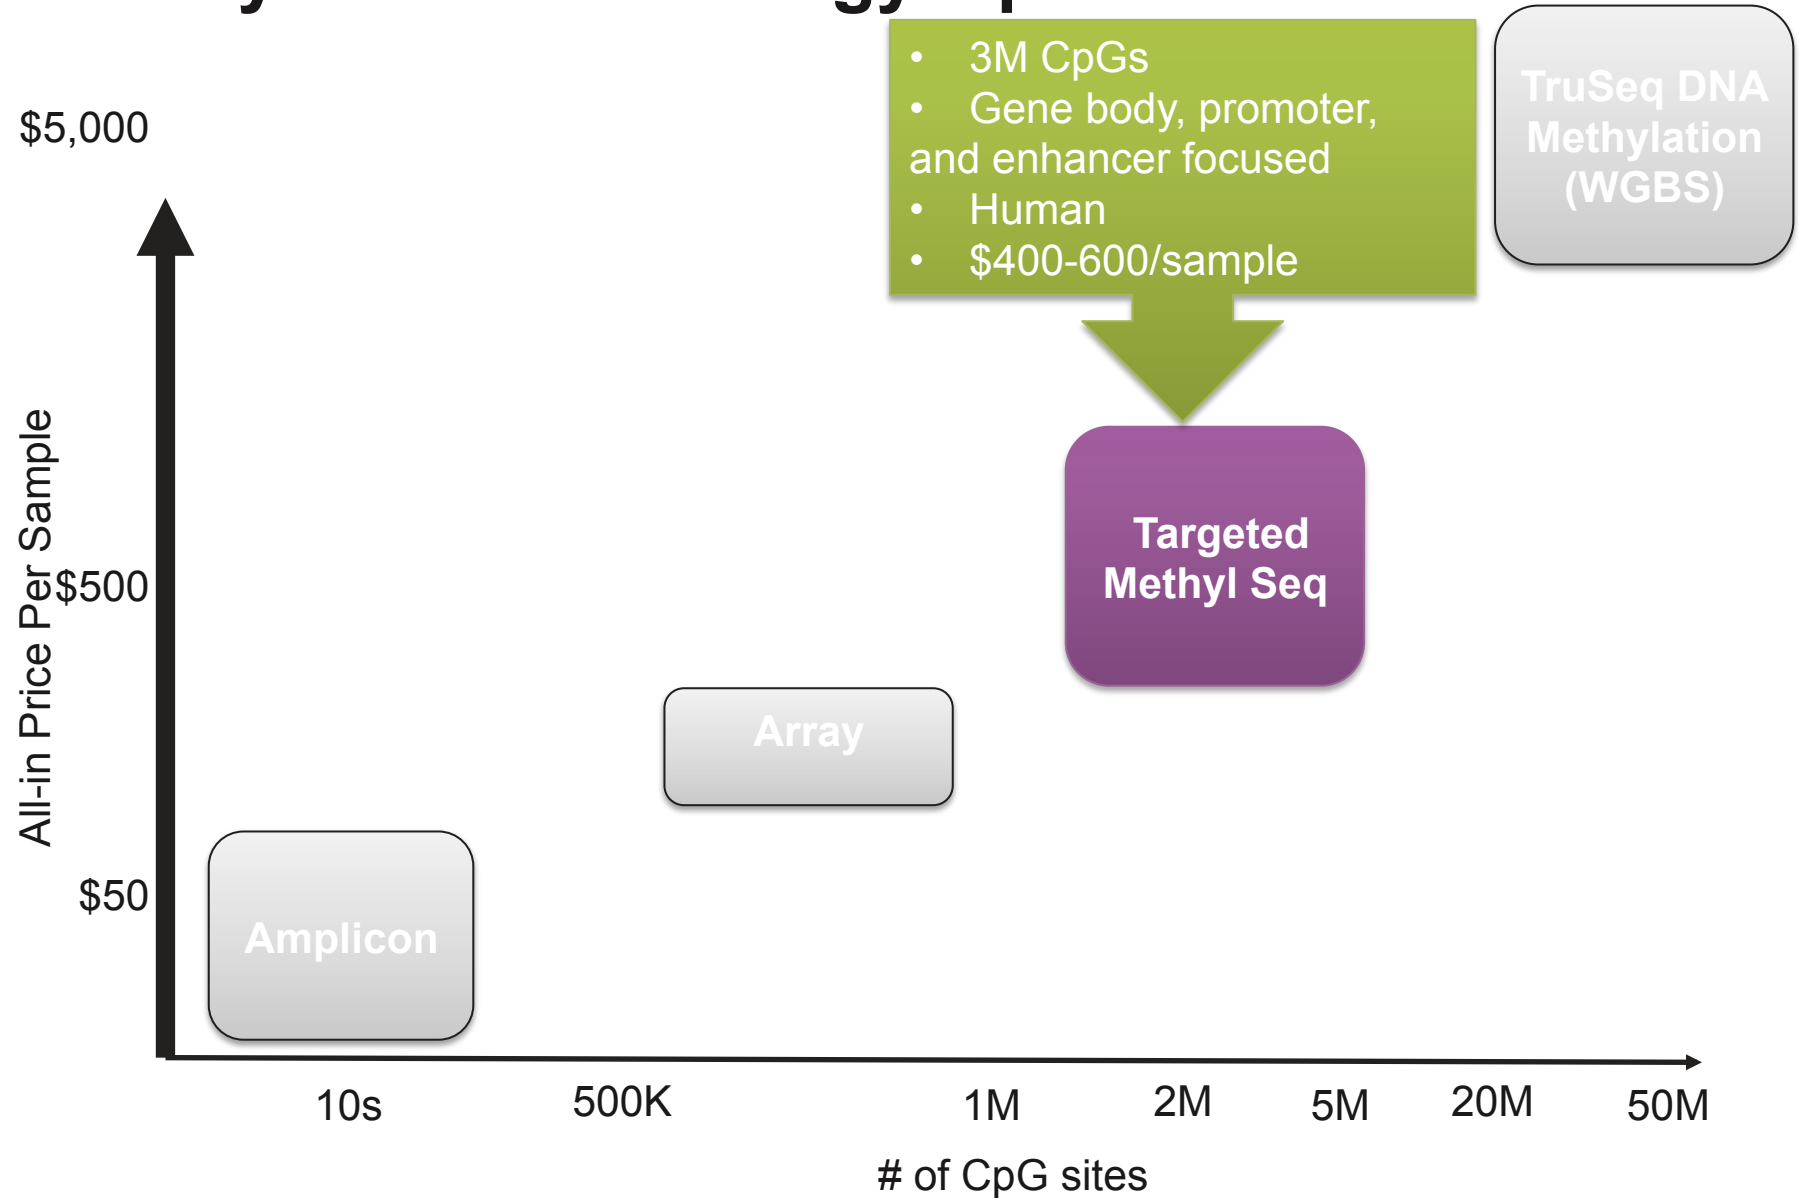 • 3M CpGs
• Gene body, promoter,
and enhancer focused
• Human
• $400-600/sample
TruSeq DNA
Methylation
(WGBS)
$5,000
All-in Price Per Sample
$500
$50
Targeted
Methyl Seq
Array
Amplicon
10s
500K
1M
2M
5M
20M
50M
# of CpG sites